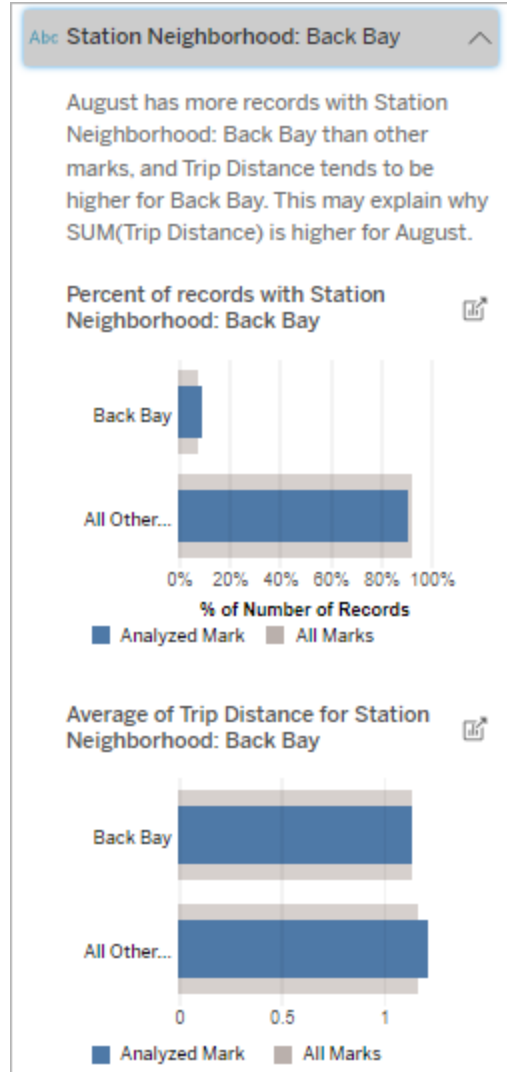 Abc Station Neighborhood: Back Bay
August has more records with Station
Neighborhood: Back Bay than other
marks, and Trip Distance tends to be
higher for Back Bay. This may explain why
SUM(Trip Distance) is higher for August.
Percent of records with Station
Neighborhood: Back Bay
Back Bay
All Other...
0% 20% 40% 60% 80% 100%
% of Number of Records
Analyzed Mark All Marks
Average of Trip Distance for Station
Neighborhood: Back Bay
Back Bay
All Other...
0 0.5 1
Analyzed Mark All Marks